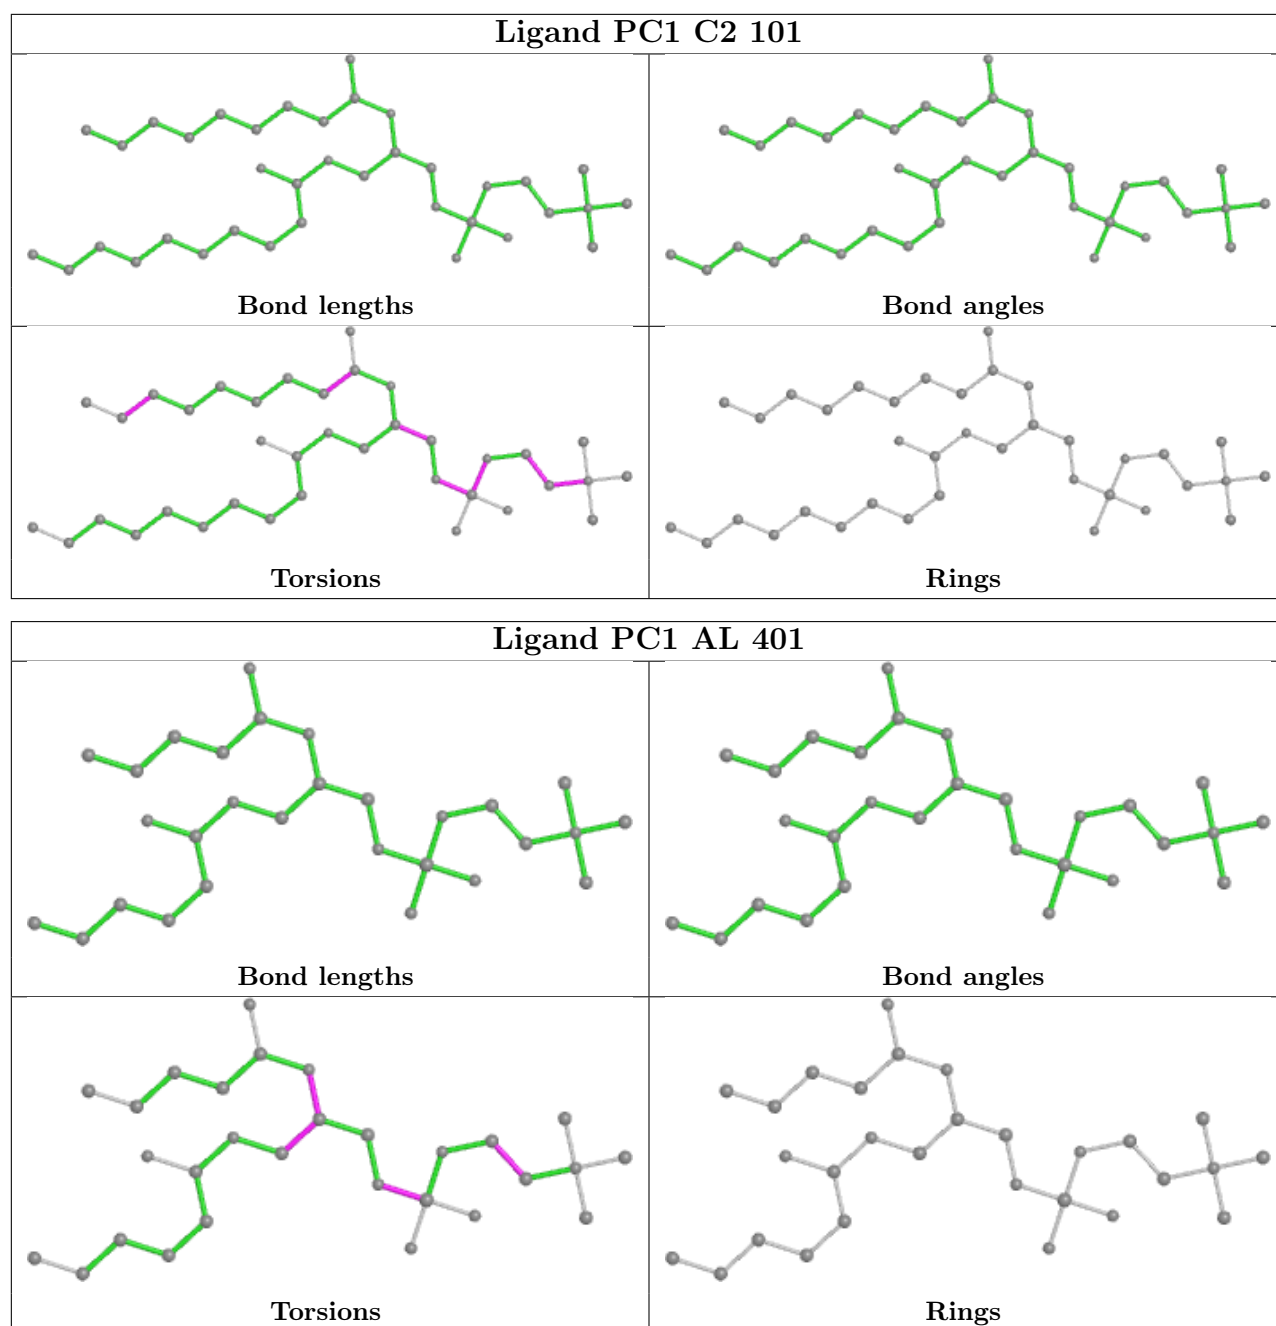 Ligand PC1 C2 101
Bond lengths
Bond angles
Torsions
Rings
Ligand PC1 AL 401
Bond lengths
Bond angles
Torsions
Rings